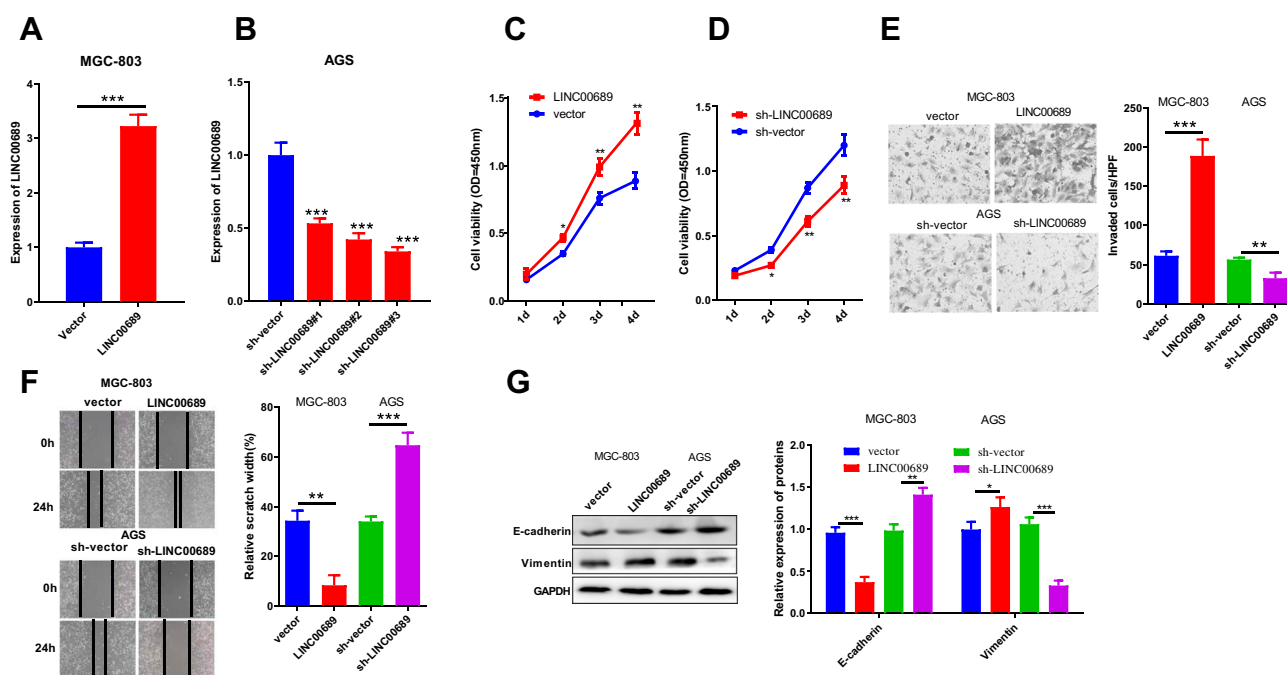 A
MGC-803
Expression of LINC00689
4
3
2
1
0
***
Vector
LINC00689
B
AGS
Expression of LINC00689
1.5
1.0
0.5
0.0
***
***
***
sh-vector
sh-LINC00689#1
sh-LINC00689#2
sh-LINC00689#3
C
LINC00689
vector
Cell viability (OD=450nm)
1.5
1.0
0.5
0.0
*
**
**
1d
2d
3d
4d
D
sh-LINC00689
sh-vector
Cell viability (OD=450nm)
1.5
1.0
0.5
0.0
*
**
**
1d
2d
3d
4d
E
MGC-803
vector
LINC00689
AGS
sh-vector
sh-LINC00689
MGC-803
AGS
Invaded cells/HPF
250
200
150
100
50
0
***
**
vector
LINC00689
sh-vector
sh-LINC00689
F
MGC-803
vector
LINC00689
0h
24h
AGS
sh-vector
sh-LINC00689
0h
24h
MGC-803
AGS
Relative scratch width(%)
80
60
40
20
0
**
***
vector
LINC00689
sh-vector
sh-LINC00689
G
MGC-803
AGS
vector
LINC00689
sh-vector
sh-LINC00689
E-cadherin
Vimentin
GAPDH
MGC-803
AGS
vector
LINC00689
sh-vector
sh-LINC00689
Relative expression of proteins
2.0
1.5
1.0
0.5
0.0
***
**
*
***
E-cadherin
Vimentin